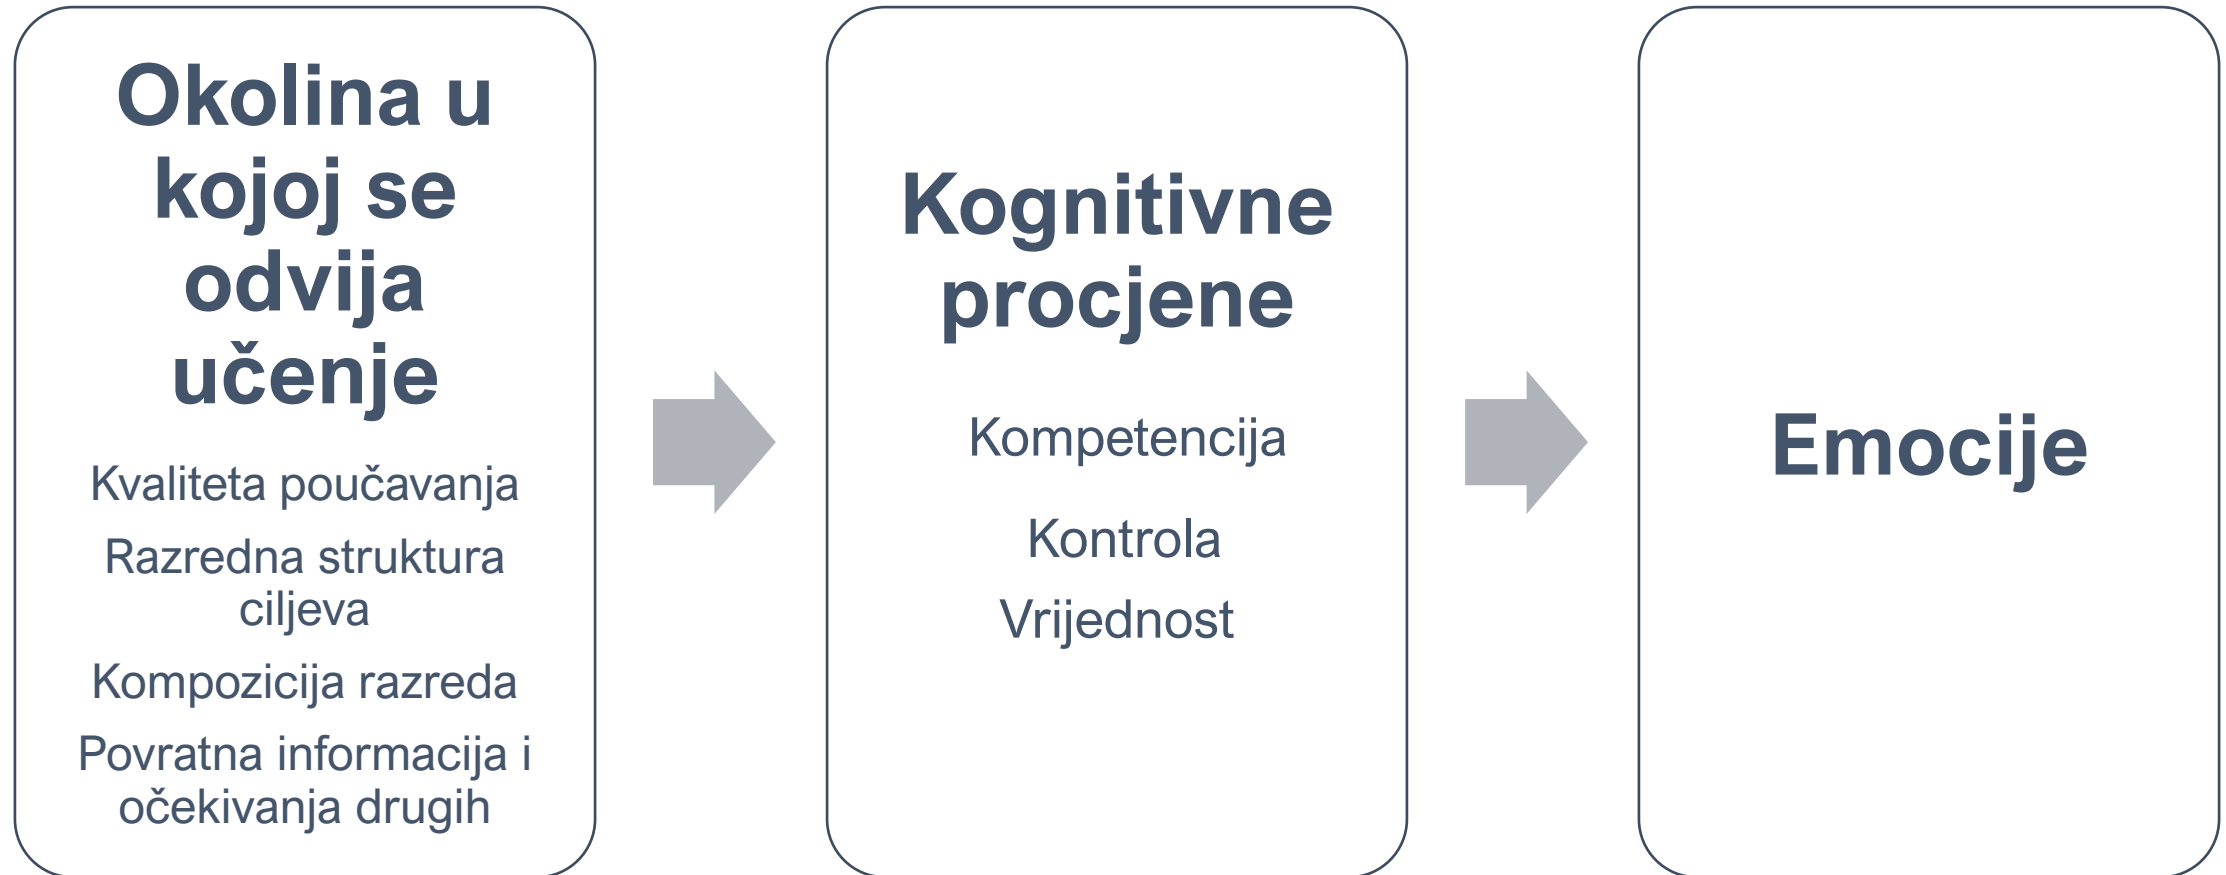 Okolina u
kojoj se
odvija
učenje
Kvaliteta poučavanja
Razredna struktura
ciljeva
Kompozicija razreda
Povratna informacija i
očekivanja drugih
Kognitivne
procjene
Kompetencija
Kontrola
Vrijednost
Emocije